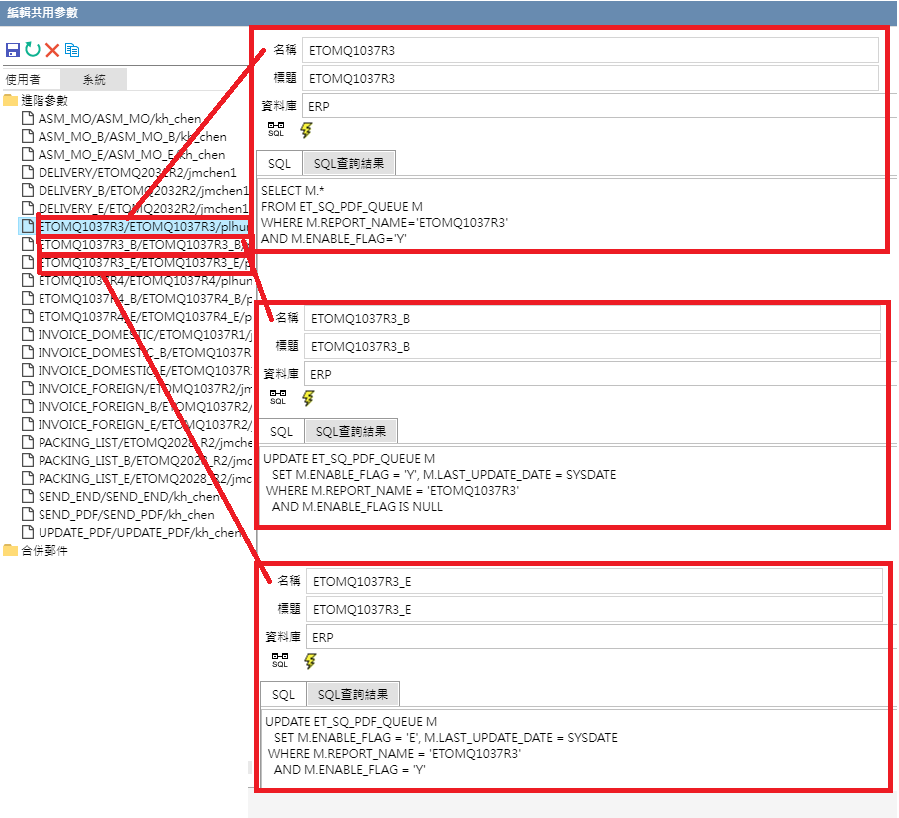 編輯共用參數
使用者
系統
進階參數
ASM_MO/ASM_MO/kh_chen
ASM_MO_B/ASM_MO_B/kh_chen
ASM_MO_E/ASM_MO_E/kh_chen
DELIVERY/ETOMQ2032R2/jmchen1
DELIVERY_B/ETOMQ2032R2/jmchen1
DELIVERY_E/ETOMQ2032R2/jmchen1
ETOMQ1037R3/ETOMQ1037R3/plhun
ETOMQ1037R3_B/ETOMQ1037R3_B/
ETOMQ1037R3_E/ETOMQ1037R3_E/p
ETOMQ1037R4/ETOMQ1037R4/plhun
ETOMQ1037R4_B/ETOMQ1037R4_B/p
ETOMQ1037R4_E/ETOMQ1037R4_E/p
INVOICE_DOMESTIC/ETOMQ1037R1/j
INVOICE_DOMESTIC_B/ETOMQ1037R
INVOICE_DOMESTIC_E/ETOMQ1037R
INVOICE_FOREIGN/ETOMQ1037R2/jm
INVOICE_FOREIGN_B/ETOMQ1037R2/
INVOICE_FOREIGN_E/ETOMQ1037R2/
PACKING_LIST/ETOMQ2028_R2/jmche
PACKING_LIST_B/ETOMQ2028_R2/jmc
PACKING_LIST_E/ETOMQ2028_R2/jmc
SEND_END/SEND_END/kh_chen
SEND_PDF/SEND_PDF/kh_chen
UPDATE_PDF/UPDATE_PDF/kh_chen
合併郵件
名稱 ETOMQ1037R3
標題 ETOMQ1037R3
資料庫 ERP
SQL
SQL SQL查詢結果
SELECT M.*
FROM ET_SQ_PDF_QUEUE M
WHERE M.REPORT_NAME='ETOMQ1037R3'
AND M.ENABLE_FLAG='Y'
名稱 ETOMQ1037R3_B
標題 ETOMQ1037R3_B
資料庫 ERP
SQL
SQL SQL查詢結果
UPDATE ET_SQ_PDF_QUEUE M
SET M.ENABLE_FLAG = 'Y', M.LAST_UPDATE_DATE = SYSDATE
WHERE M.REPORT_NAME = 'ETOMQ1037R3'
AND M.ENABLE_FLAG IS NULL
名稱 ETOMQ1037R3_E
標題 ETOMQ1037R3_E
資料庫 ERP
SQL
SQL SQL查詢結果
UPDATE ET_SQ_PDF_QUEUE M
SET M.ENABLE_FLAG = 'E', M.LAST_UPDATE_DATE = SYSDATE
WHERE M.REPORT_NAME = 'ETOMQ1037R3'
AND M.ENABLE_FLAG = 'Y'